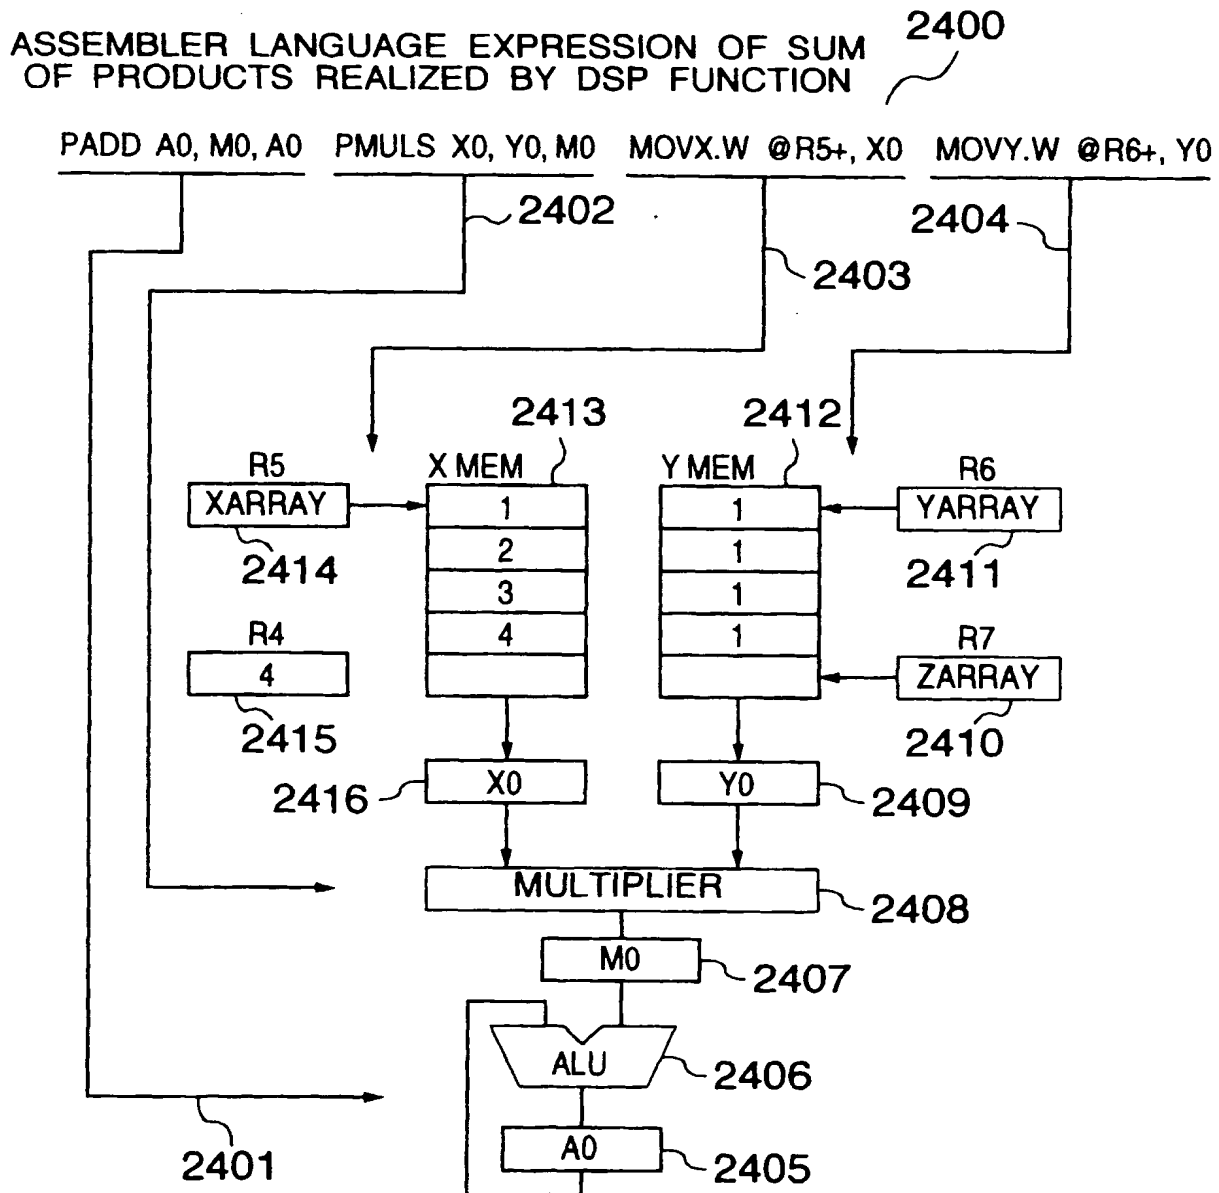 2400
ASSEMBLER LANGUAGE EXPRESSION OF SUM
OF PRODUCTS REALIZED BY DSP FUNCTION
PADD A0, M0, A0 PMULS X0, Y0, M0 MOVX.W @R5+, X0 MOVY.W @R6+, Y0
2402
2404
2403
2413
2412
R5 X MEM Y MEM R6
XARRAY 1 1 YARRAY
2 1
2414 2411
3 1
R4 4 1 R7
4 ZARRAY
2415 2410
2416 X0 Y0 2409
MULTIPLIER
2408
M0
2407
ALU
2406
A0
2401 2405